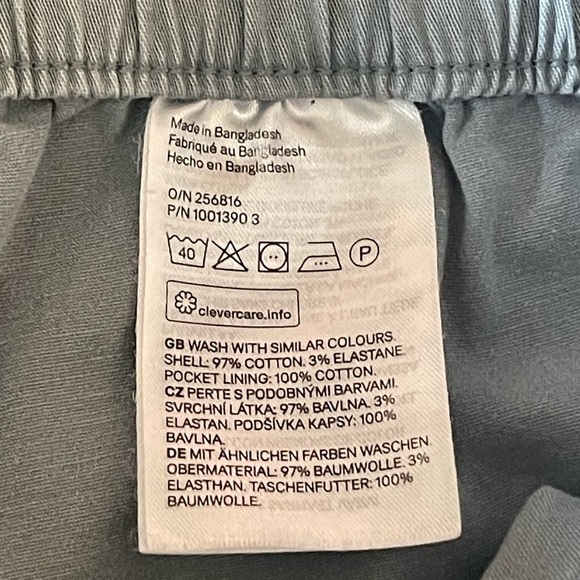 Made in Bangladesh
Fabriqué au Bangladesh
Hecho en Bangladesh
O/N 256816
P/N 1001390 3
40
P
clevercare.info
GB WASH WITH SIMILAR COLOURS.
SHELL: 97% COTTON. 3% ELASTANE.
POCKET LINING: 100% COTTON.
CZ PERTE S PODOBNÝMI BARVAMI.
SVRCHNÍ LÁTKA: 97% BAVLNA. 3%
ELASTAN. PODŠÍVKA KAPSY: 100%
BAVLNA.
DE MIT ÄHNLICHEN FARBEN WASCHEN.
OBERMATERIAL: 97% BAUMWOLLE. 3%
ELASTHAN. TASCHENFUTTER: 100%
BAUMWOLLE.